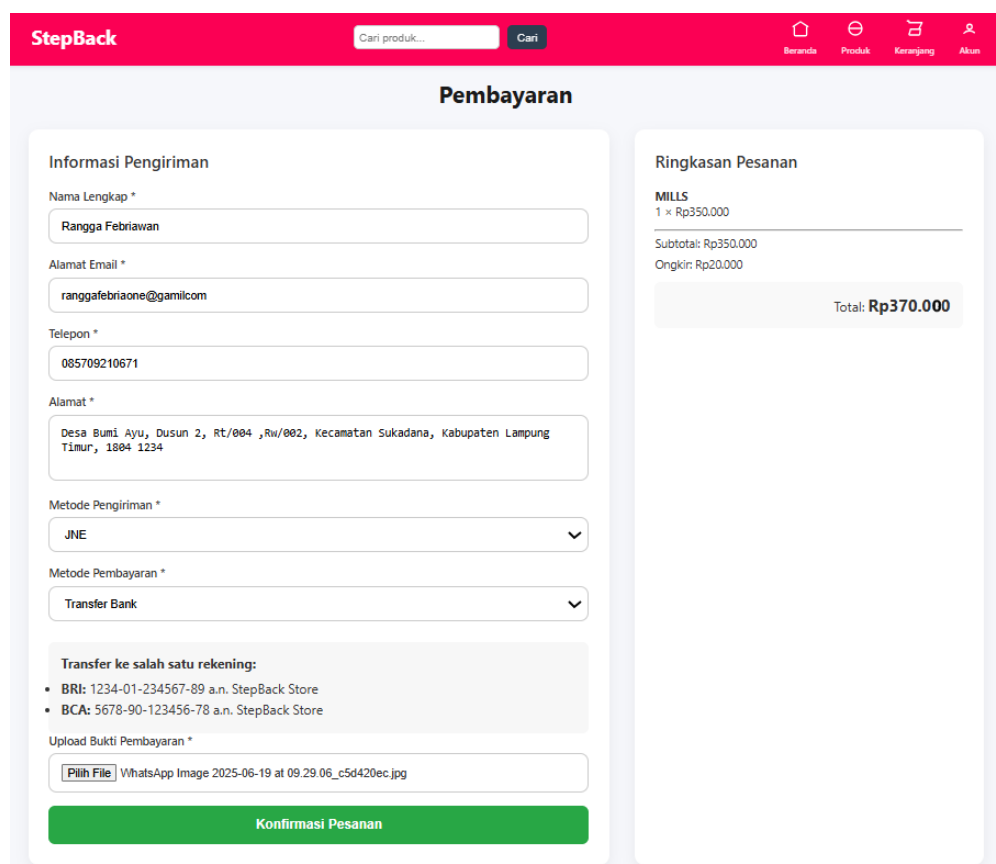 StepBack
Cari produk...
Cari
Beranda
Produk
Keranjang
Akun
Pembayaran
Informasi Pengiriman
Nama Lengkap *
Rangga Febriawan
Alamat Email *
ranggafebriaone@gamilcom
Telepon *
085709210671
Alamat *
Desa Bumi Ayu, Dusun 2, Rt/004 ,Rw/002, Kecamatan Sukadana, Kabupaten Lampung
Timur, 1804 1234
Metode Pengiriman *
JNE
Metode Pembayaran *
Transfer Bank
Transfer ke salah satu rekening:
• BRI: 1234-01-234567-89 a.n. StepBack Store
• BCA: 5678-90-123456-78 a.n. StepBack Store
Upload Bukti Pembayaran *
Pilih File WhatsApp Image 2025-06-19 at 09.29.06_c5d420ec.jpg
Konfirmasi Pesanan
Ringkasan Pesanan
MILLS
1 × Rp350.000
Subtotal: Rp350.000
Ongkir: Rp20.000
Total: Rp370.000